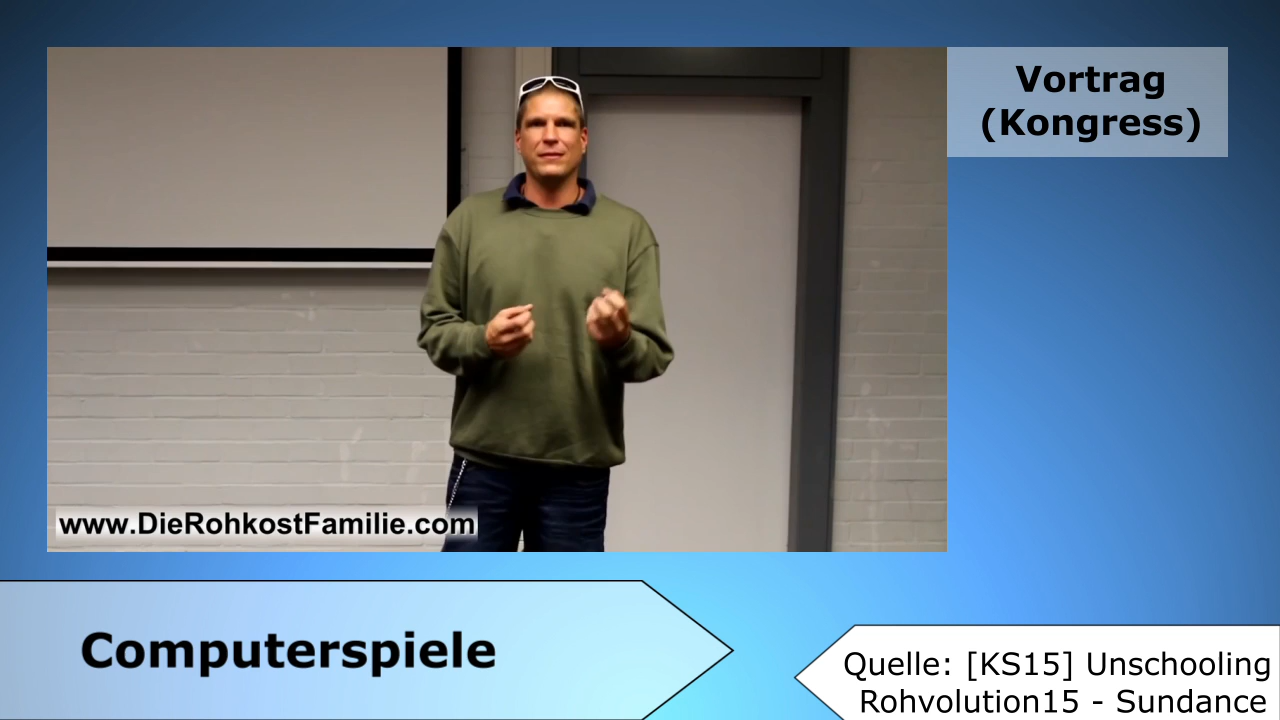 Vortrag
(Kongress)
www.DieRohkostFamilie.com
Computerspiele
Quelle: [KS15] Unschooling
Rohvolution15 - Sundance